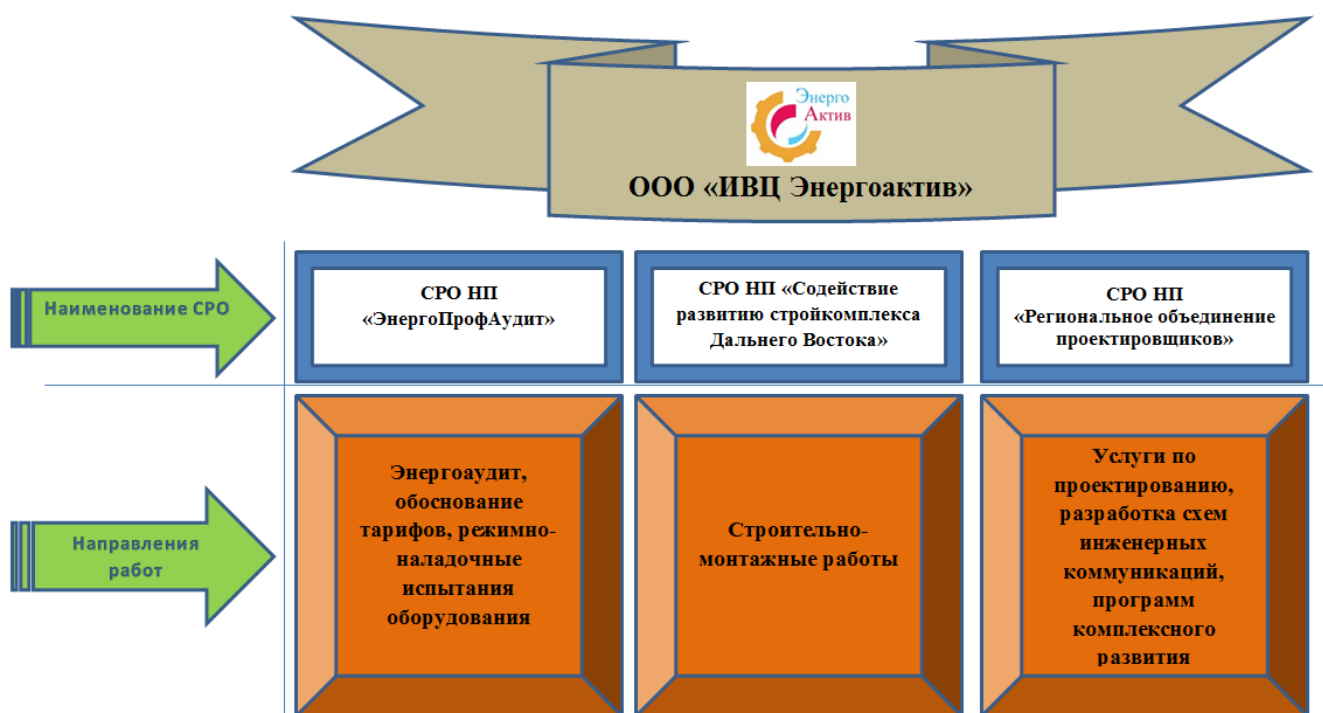 Энерго
Актив
ООО «ИВЦ Энергоактив»
Наименование СРО
СРО НП
«ЭнергоПрофАудит»
СРО НП «Содействие
развитию стройкомплекса
Дальнего Востока»
СРО НП
«Региональное объединение
проектировщиков»
Направления
работ
Энергоаудит,
обоснование
тарифов, режимно-
наладочные
испытания
оборудования
Строительно-
монтажные работы
Услуги по
проектированию,
разработка схем
инженерных
коммуникаций,
программ
комплексного
развития